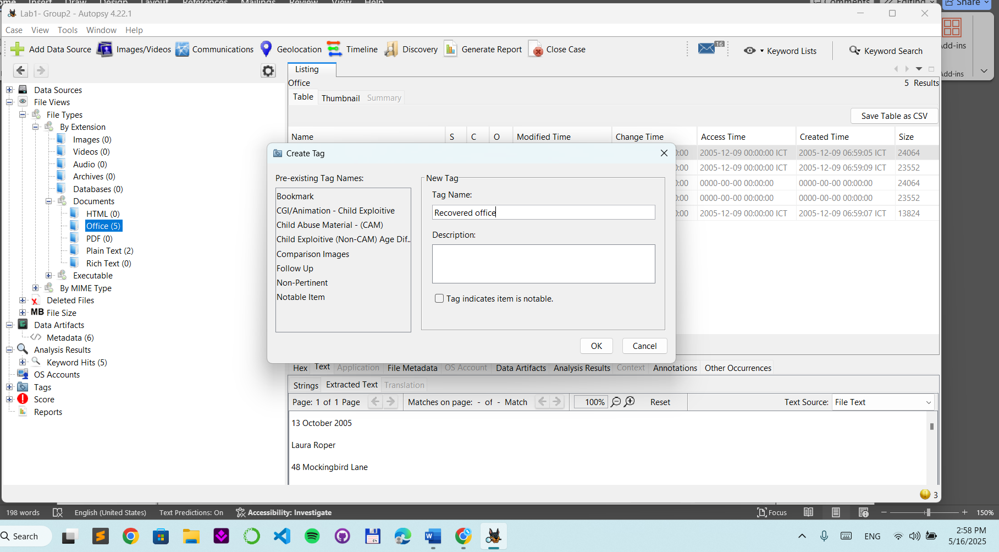 Insert Draw Design Layout References Mailings Review View Help Comments Editing Share
Lab1- Group2 - Autopsy 4.22.1
Case View Tools Window Help
Add Data Source Images/Videos Communications Geolocation Timeline Discovery Generate Report Close Case 16 Keyword Lists Keyword Search
Add-ins
Add-ins
Listing
Office
5 Results
Table Thumbnail Summary
Save Table as CSV
Name S C O Modified Time Change Time Access Time Created Time Size
:00 2005-12-09 00:00:00 ICT 2005-12-09 06:59:05 ICT 24064
:00 2005-12-09 00:00:00 ICT 2005-12-09 06:59:09 ICT 23552
:00 0000-00-00 00:00:00 0000-00-00 00:00:00 24064
:00 0000-00-00 00:00:00 0000-00-00 00:00:00 23552
:00 2005-12-09 00:00:00 ICT 2005-12-09 06:59:07 ICT 13824
Data Sources
File Views
File Types
By Extension
Images (0)
Videos (0)
Audio (0)
Archives (0)
Databases (0)
Documents
HTML (0)
Office (5)
PDF (0)
Plain Text (2)
Rich Text (0)
Executable
By MIME Type
Deleted Files
MB File Size
Data Artifacts
Metadata (6)
Analysis Results
Keyword Hits (5)
OS Accounts
Tags
Score
Reports
Create Tag
Pre-existing Tag Names:
Bookmark
CGI/Animation - Child Exploitive
Child Abuse Material - (CAM)
Child Exploitive (Non-CAM) Age Dif..
Comparison Images
Follow Up
Non-Pertinent
Notable Item
New Tag
Tag Name:
Recovered office
Description:
Tag indicates item is notable.
OK Cancel
Hex Text Application File Metadata OS Account Data Artifacts Analysis Results Context Annotations Other Occurrences
Strings Extracted Text Translation
Page: 1 of 1 Page Matches on page: - of - Match 100% Reset Text Source: File Text
13 October 2005
Laura Roper
48 Mockingbird Lane
3
198 words English (United States) Text Predictions: On Accessibility: Investigate Focus 150%
Search
64
ENG
2:58 PM
5/16/2025